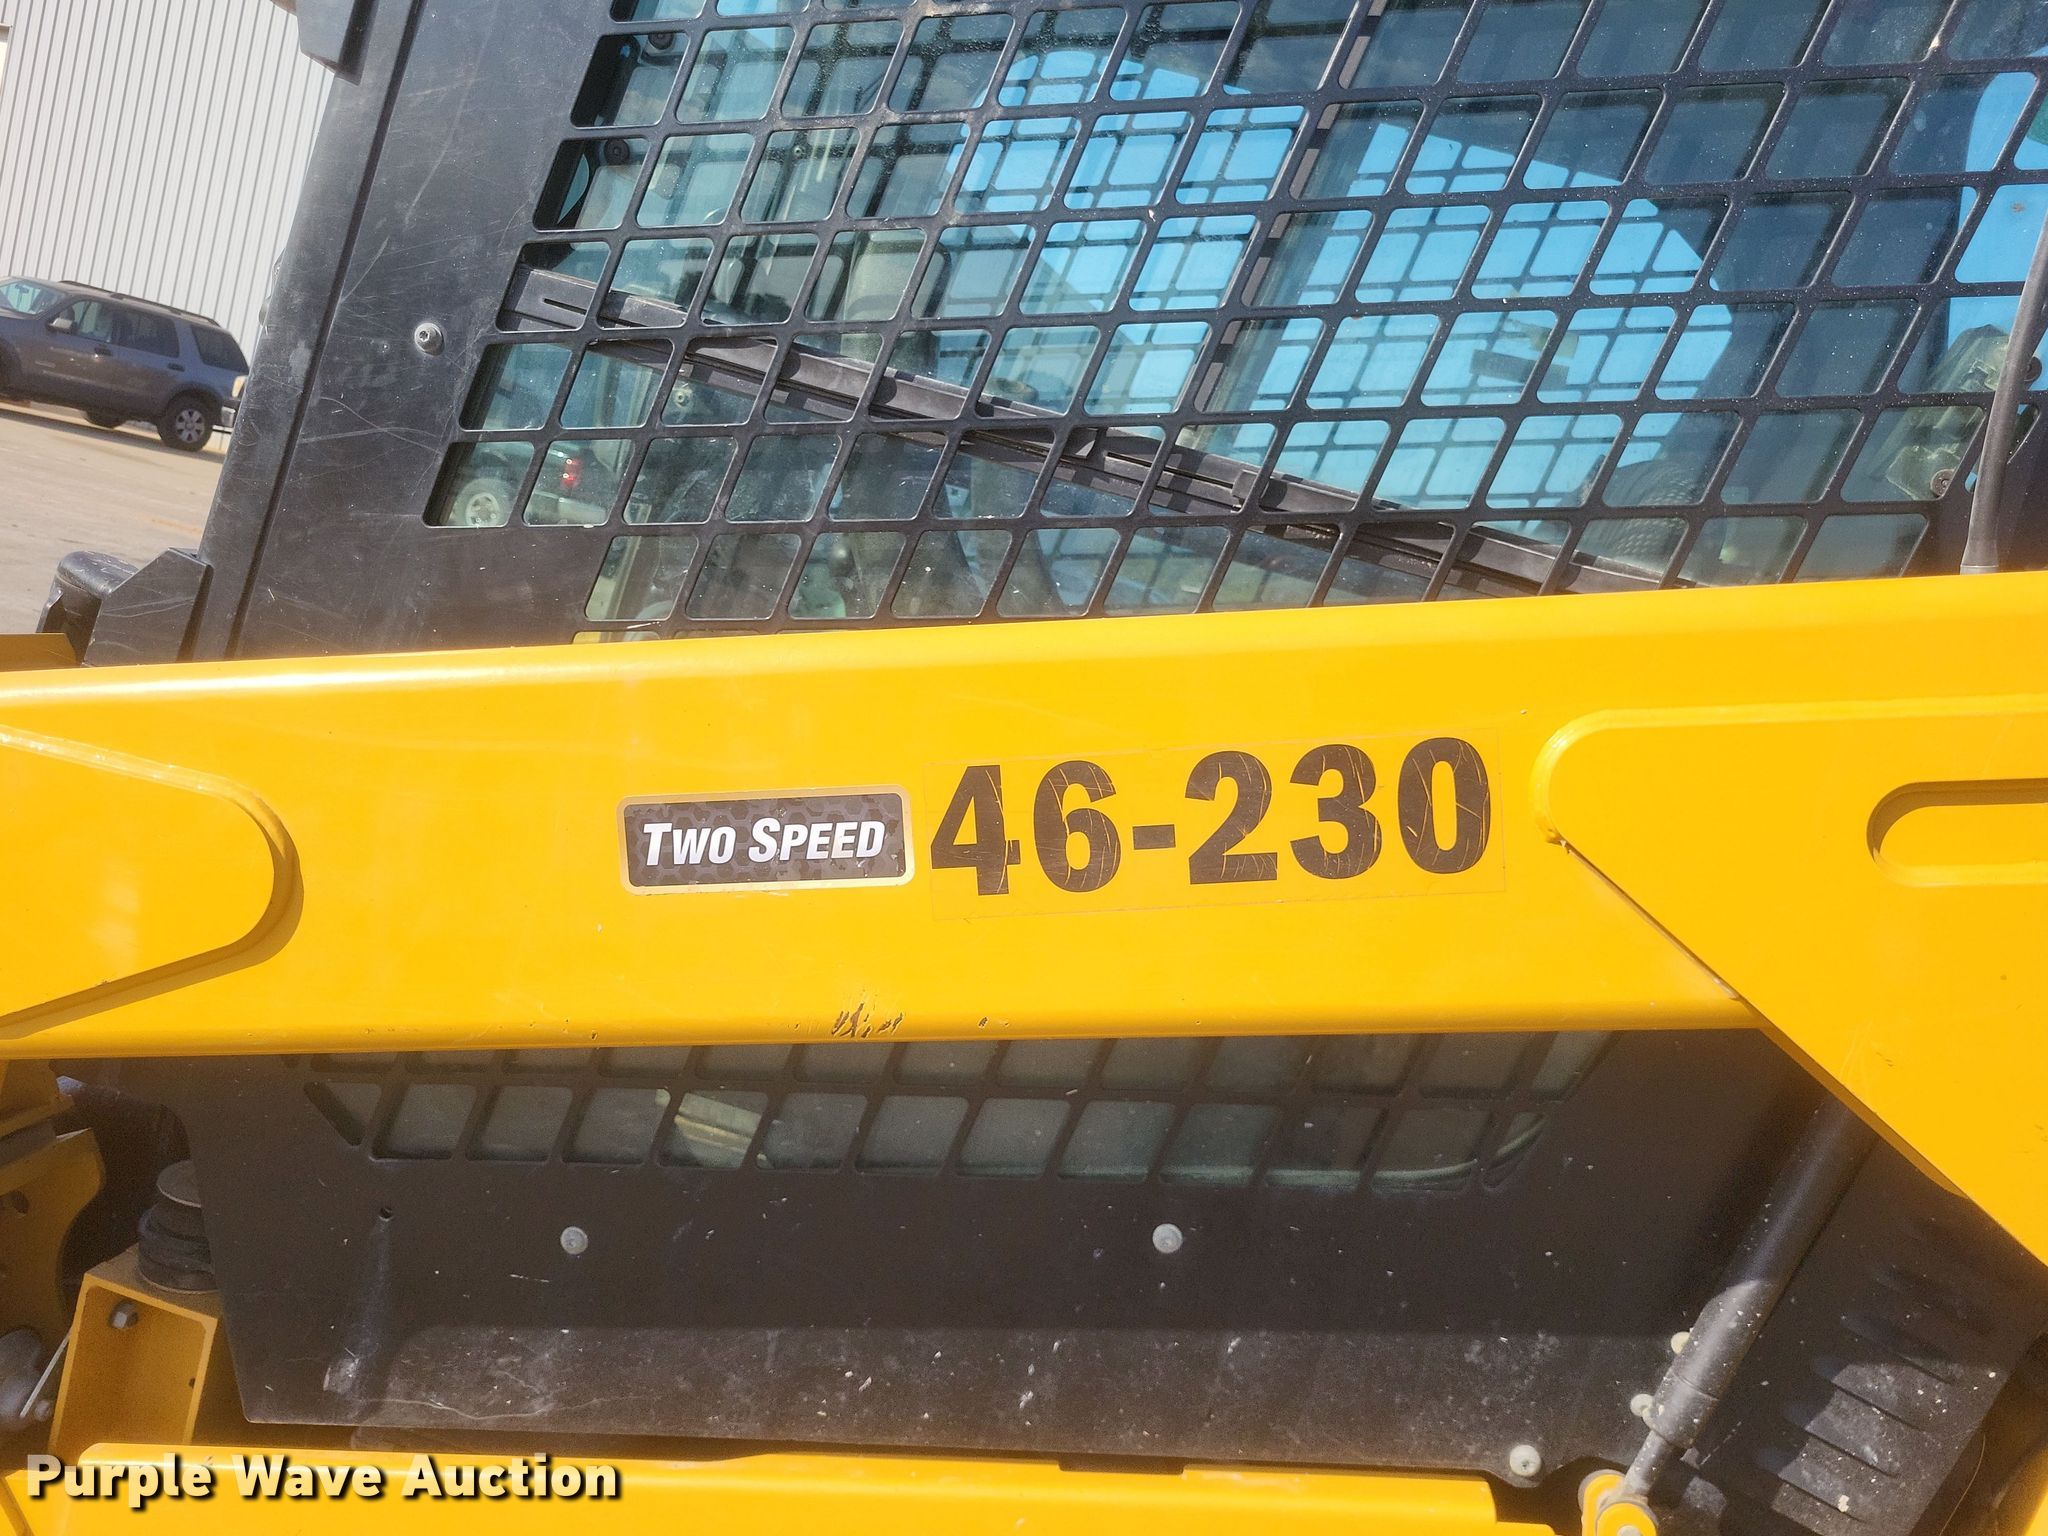 TWO SPEED 46-230
Purple Wave Auction